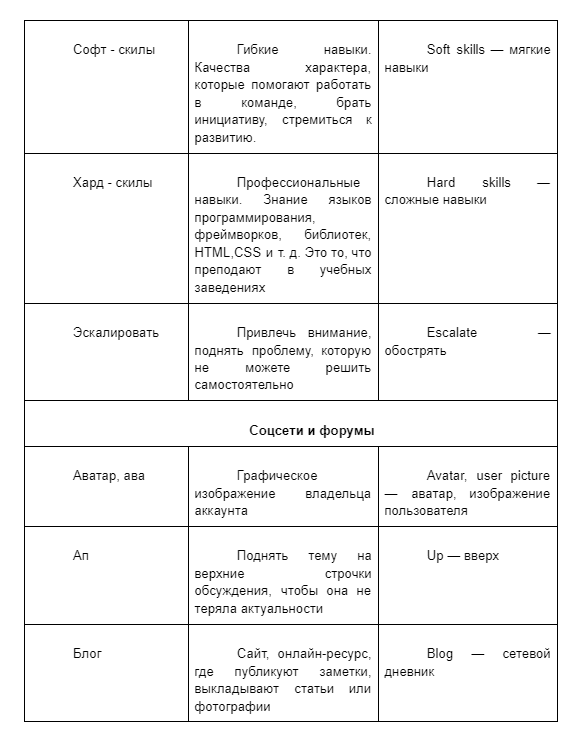 Софт - скилы
Гибкие навыки.
Качества характера,
которые помогают работать
в команде, брать
инициативу, стремиться к
развитию.
Soft skills — мягкие
навыки
Хард - скилы
Профессиональные
навыки. Знание языков
программирования,
фреймворков, библиотек,
HTML,CSS и т. д. Это то, что
преподают в учебных
заведениях
Hard skills —
сложные навыки
Эскалировать
Привлечь внимание,
поднять проблему, которую
не можете решить
самостоятельно
Escalate —
обострять
Соцсети и форумы
Аватар, ава
Графическое
изображение владельца
аккаунта
Avatar, user picture
— аватар, изображение
пользователя
Ап
Поднять тему на
верхние строчки
обсуждения, чтобы она не
теряла актуальности
Up — вверх
Блог
Сайт, онлайн-ресурс,
где публикуют заметки,
выкладывают статьи или
фотографии
Blog — сетевой
дневник